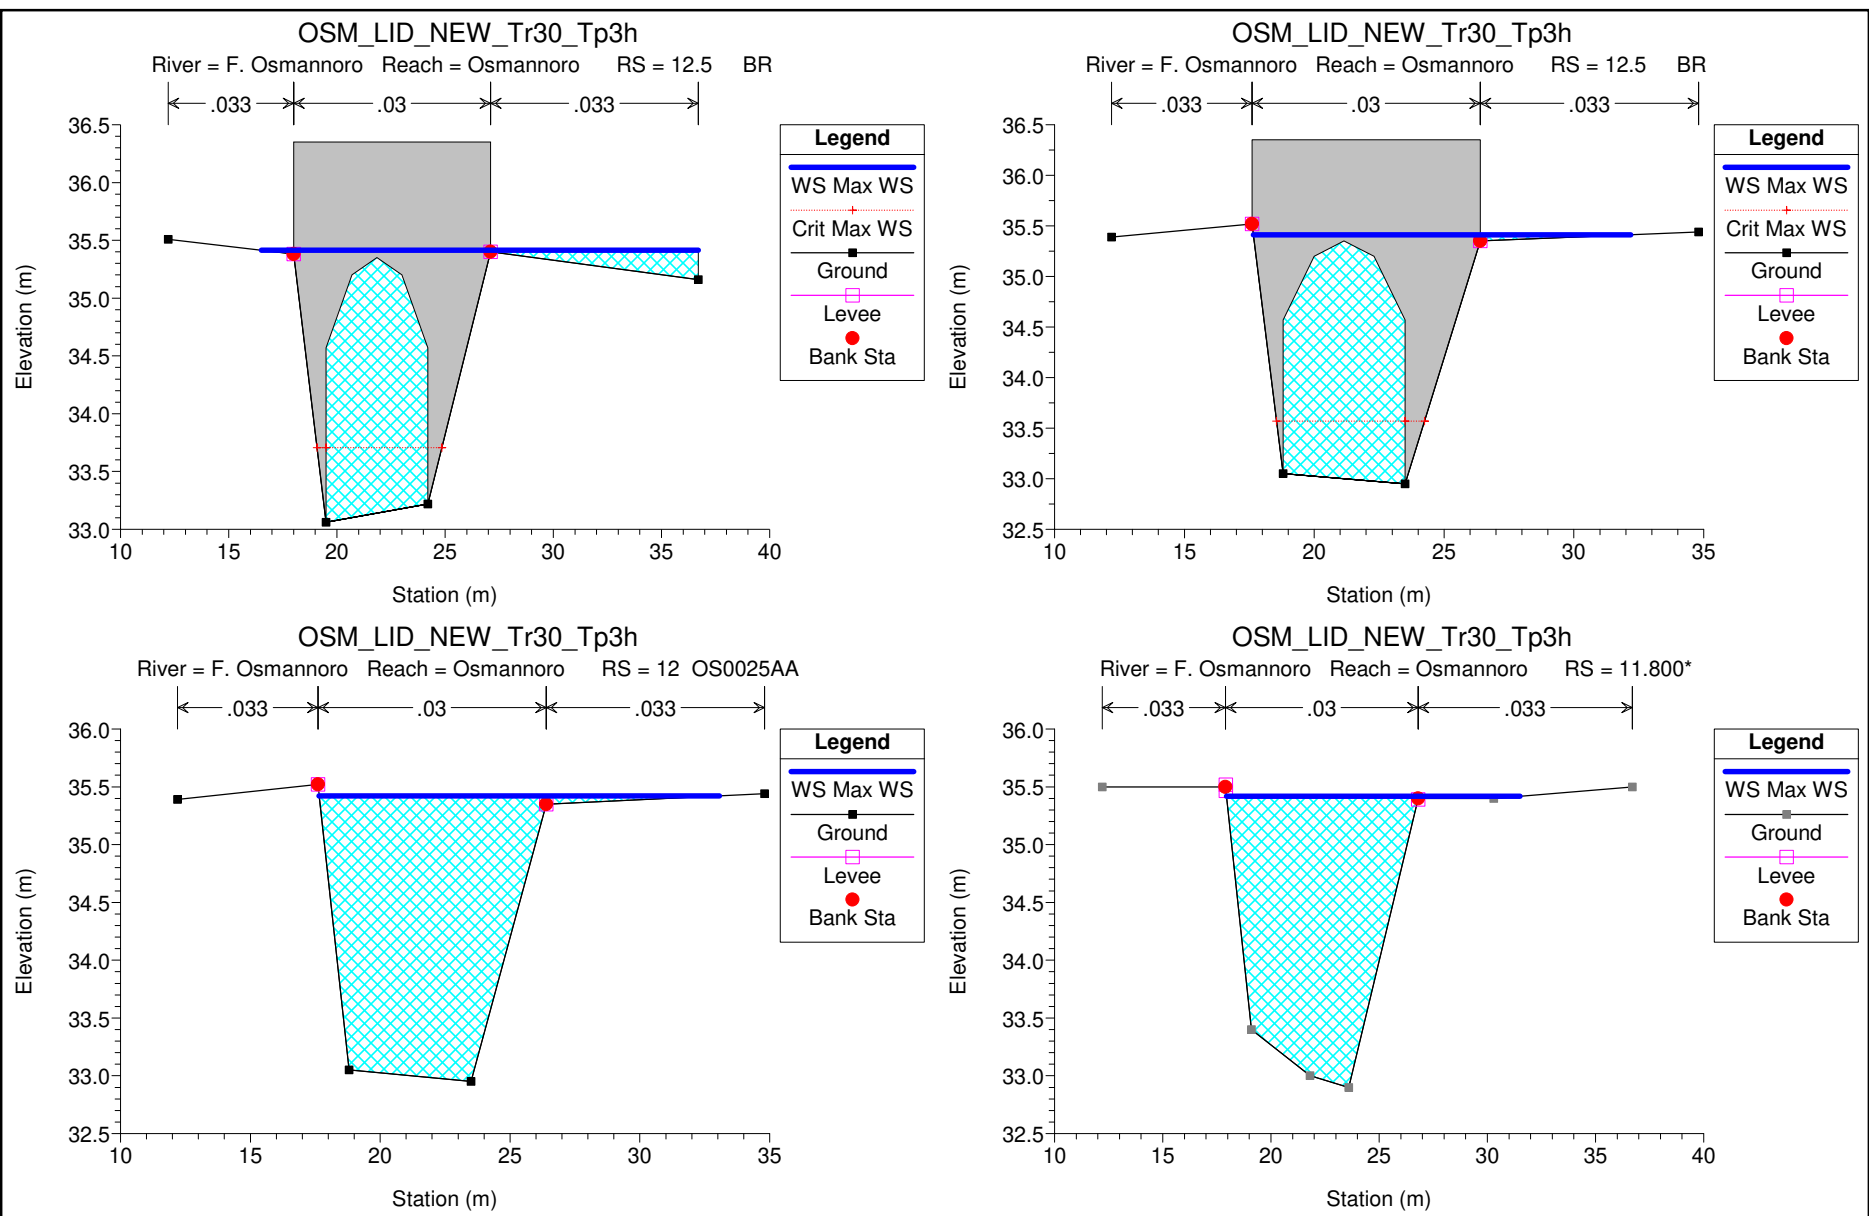 OSM_LID_NEW_Tr30_Tp3h
River = F. Osmannoro Reach = Osmannoro RS = 12.5 BR
.033 .03 .033
36.5
36.0
35.5
35.0
34.5
34.0
33.5
33.0
Elevation (m)
10 15 20 25 30 35 40
Station (m)
Legend
WS Max WS
Crit Max WS
Ground
Levee
Bank Sta
OSM_LID_NEW_Tr30_Tp3h
River = F. Osmannoro Reach = Osmannoro RS = 12.5 BR
.033 .03 .033
36.5
36.0
35.5
35.0
34.5
34.0
33.5
33.0
32.5
Elevation (m)
10 15 20 25 30 35
Station (m)
Legend
WS Max WS
Crit Max WS
Ground
Levee
Bank Sta
OSM_LID_NEW_Tr30_Tp3h
River = F. Osmannoro Reach = Osmannoro RS = 12 OS0025AA
.033 .03 .033
36.0
35.5
35.0
34.5
34.0
33.5
33.0
32.5
Elevation (m)
10 15 20 25 30 35
Station (m)
Legend
WS Max WS
Ground
Levee
Bank Sta
OSM_LID_NEW_Tr30_Tp3h
River = F. Osmannoro Reach = Osmannoro RS = 11.800*
.033 .03 .033
36.0
35.5
35.0
34.5
34.0
33.5
33.0
32.5
Elevation (m)
10 15 20 25 30 35 40
Station (m)
Legend
WS Max WS
Ground
Levee
Bank Sta